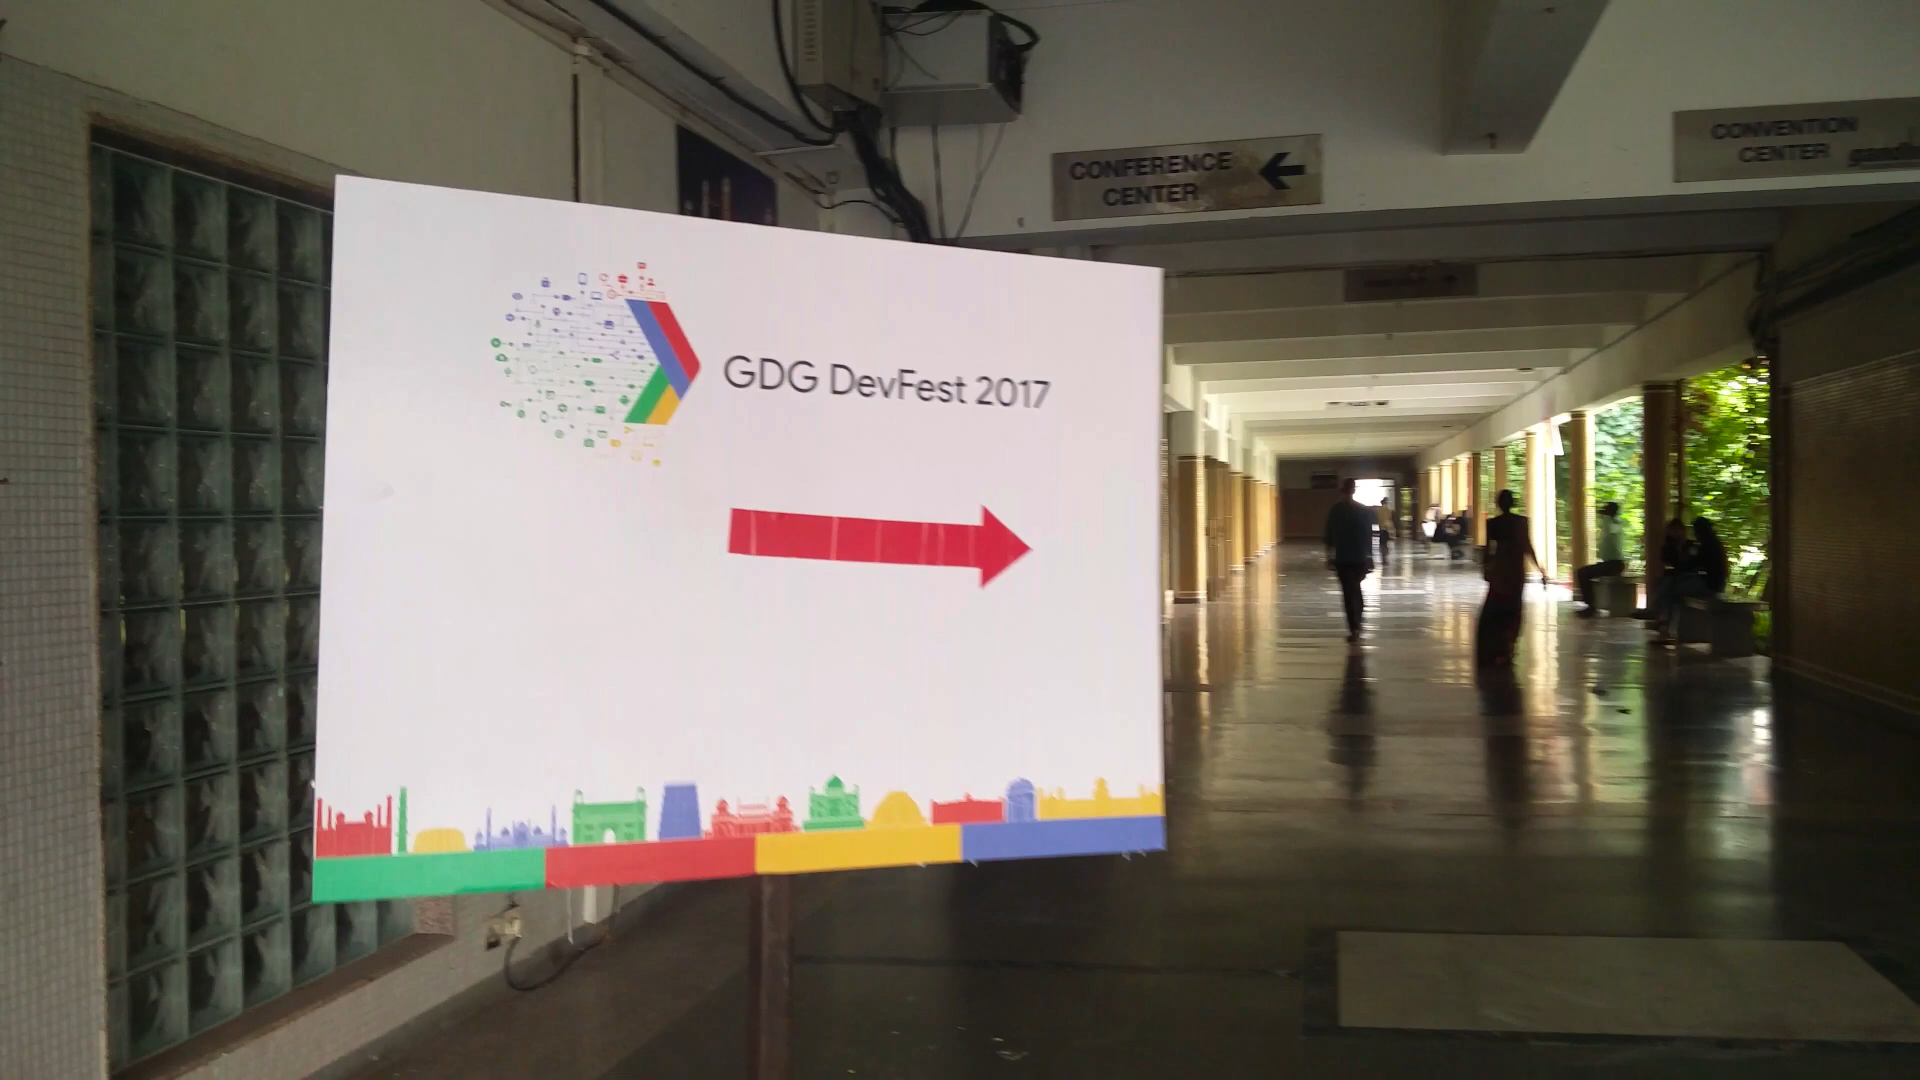 CONFERENCE
CENTER
CONVENTION
CENTER
GDG DevFest 2017